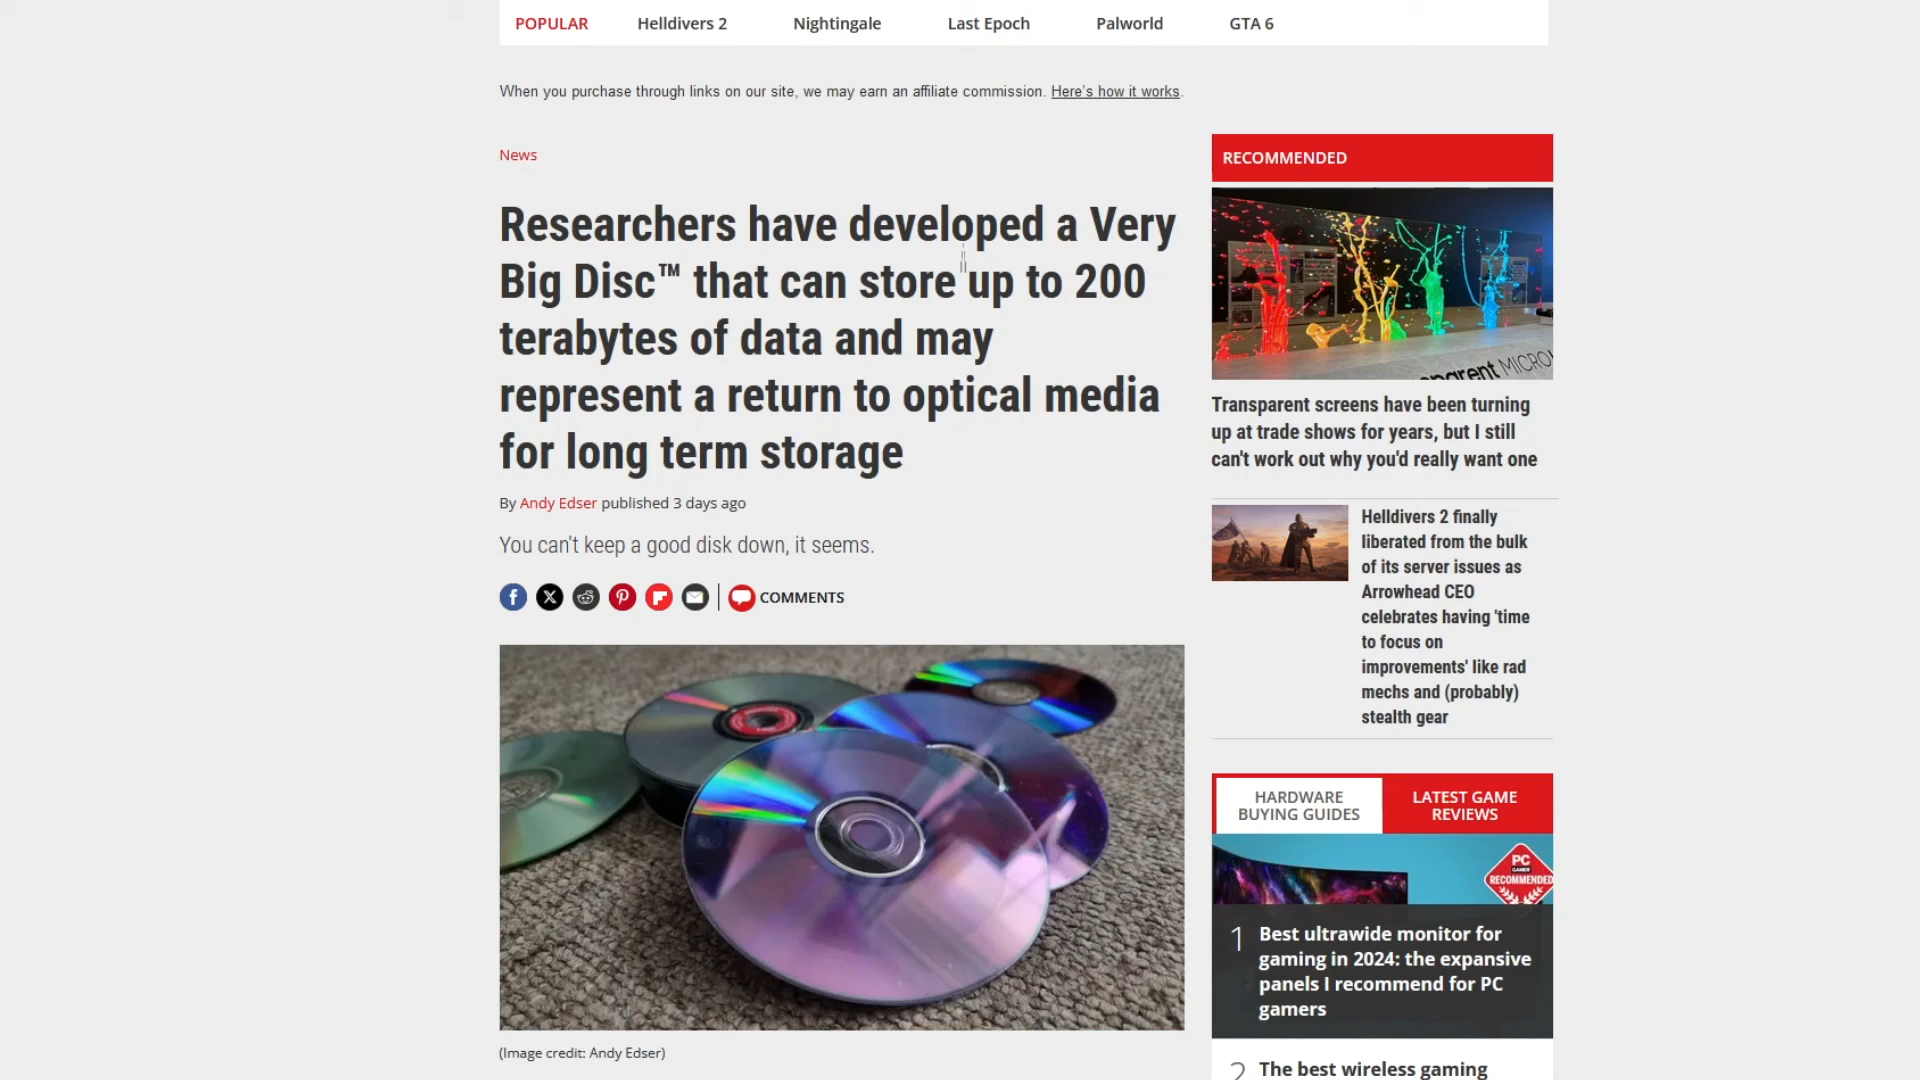 POPULAR Helldivers 2 Nightingale Last Epoch Palworld GTA 6
When you purchase through links on our site, we may earn an affiliate commission. Here's how it works.
News
Researchers have developed a Very
Big Disc™ that can store up to 200
terabytes of data and may
represent a return to optical media
for long term storage
By Andy Edser published 3 days ago
You can't keep a good disk down, it seems.
COMMENTS
(Image credit: Andy Edser)
RECOMMENDED
Transparent screens have been turning
up at trade shows for years, but I still
can't work out why you'd really want one
Helldivers 2 finally
liberated from the bulk
of its server issues as
Arrowhead CEO
celebrates having 'time
to focus on
improvements' like rad
mechs and (probably)
stealth gear
HARDWARE
BUYING GUIDES
LATEST GAME
REVIEWS
PC
GAMER
RECOMMENDED
1 Best ultrawide monitor for
gaming in 2024: the expansive
panels I recommend for PC
gamers
2 The best wireless gaming